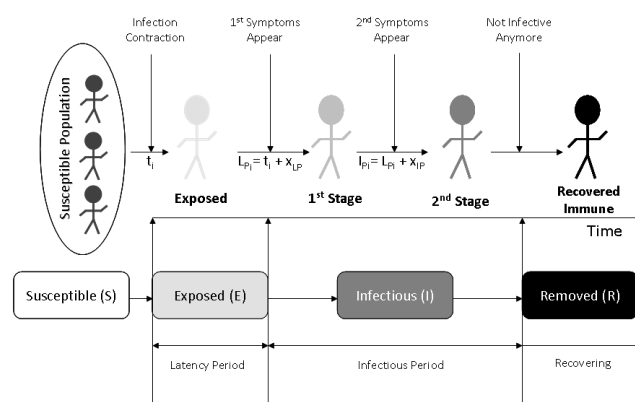 Infection
Contraction
1st Symptoms
Appear
2nd Symptoms
Appear
Not Infective
Anymore
Susceptible Population
ti
LPi= ti + xLP
IPi= LPi + xIP
Exposed
1st Stage
2nd Stage
Recovered
Immune
Time
Susceptible (S)
Exposed (E)
Infectious (I)
Removed (R)
Latency Period
Infectious Period
Recovering